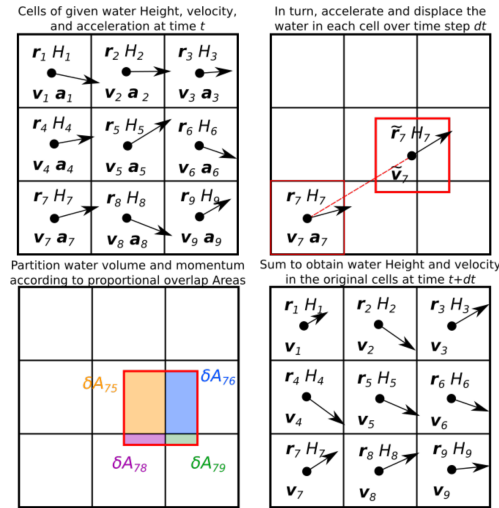 Cells of given water Height, velocity,
and acceleration at time t
r1 H1
r2 H2
r3 H3
v1 a1
v2 a2
v3 a3
r4 H4
r5 H5
r6 H6
v4 a4
v5 a5
v6 a6
r7 H7
r8 H8
r9 H9
v7 a7
v8 a8
v9 a9
In turn, accelerate and displace the
water in each cell over time step dt
r̃7 H7
ṽ7
r7 H7
v7 a7
Partition water volume and momentum
according to proportional overlap Areas
δA75
δA76
δA78
δA79
Sum to obtain water Height and velocity
in the original cells at time t+dt
r1 H1
r2 H2
r3 H3
v1
v2
v3
r4 H4
r5 H5
r6 H6
v4
v5
v6
r7 H7
r8 H8
r9 H9
v7
v8
v9